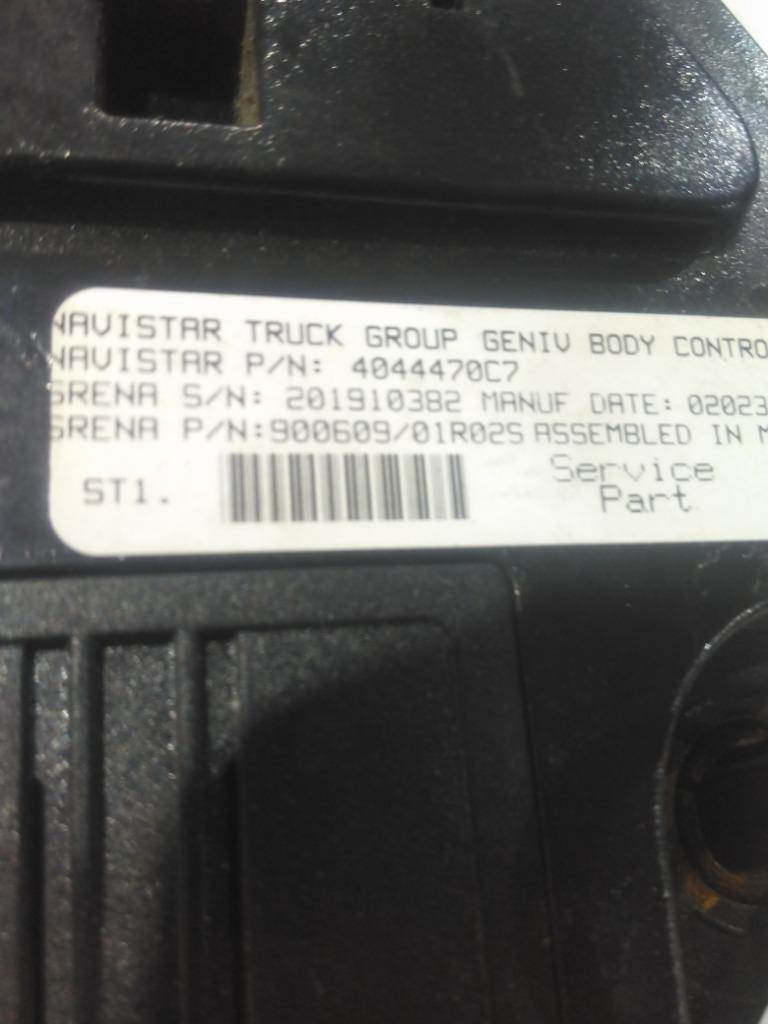 NAVISTAR TRUCK GROUP GENIV BODY CONTRO
NAVISTAR P/N: 4044470C7
SRENA S/N: 201910382 MANUF DATE: 02023
SRENA P/N:900609/01R02S ASSEMBLED IN M
ST1.
Service
Part